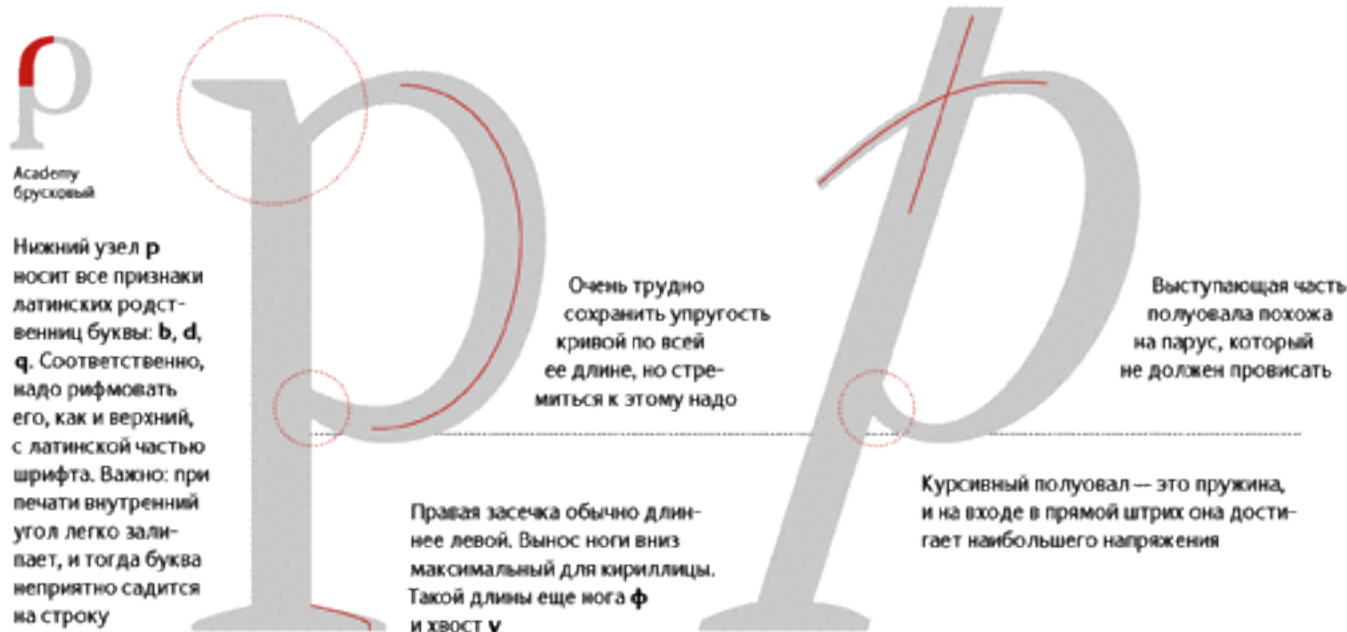 Academy
брусковый
Нижний узел р
носит все признаки
латинских родст-
венниц буквы: b, d,
q. Соответственно,
надо рифмовать
его, как и верхний,
с латинской частью
шрифта. Важно: при
печати внутренний
угол легко зали-
пает, и тогда буква
неприятно садится
на строку
Очень трудно
сохранить упругость
кривой по всей
ее длине, но стре-
миться к этому надо
Правая засечка обычно длин-
нее левой. Вынос ноги вниз
максимальный для кириллицы.
Такой длины еще нога ф
и хвост у
Выступающая часть
полуовала похожа
на парус, который
не должен провисать
Курсивный полуовал — это пружина,
и на входе в прямой штрих она дости-
гает наибольшего напряжения
р
р
р